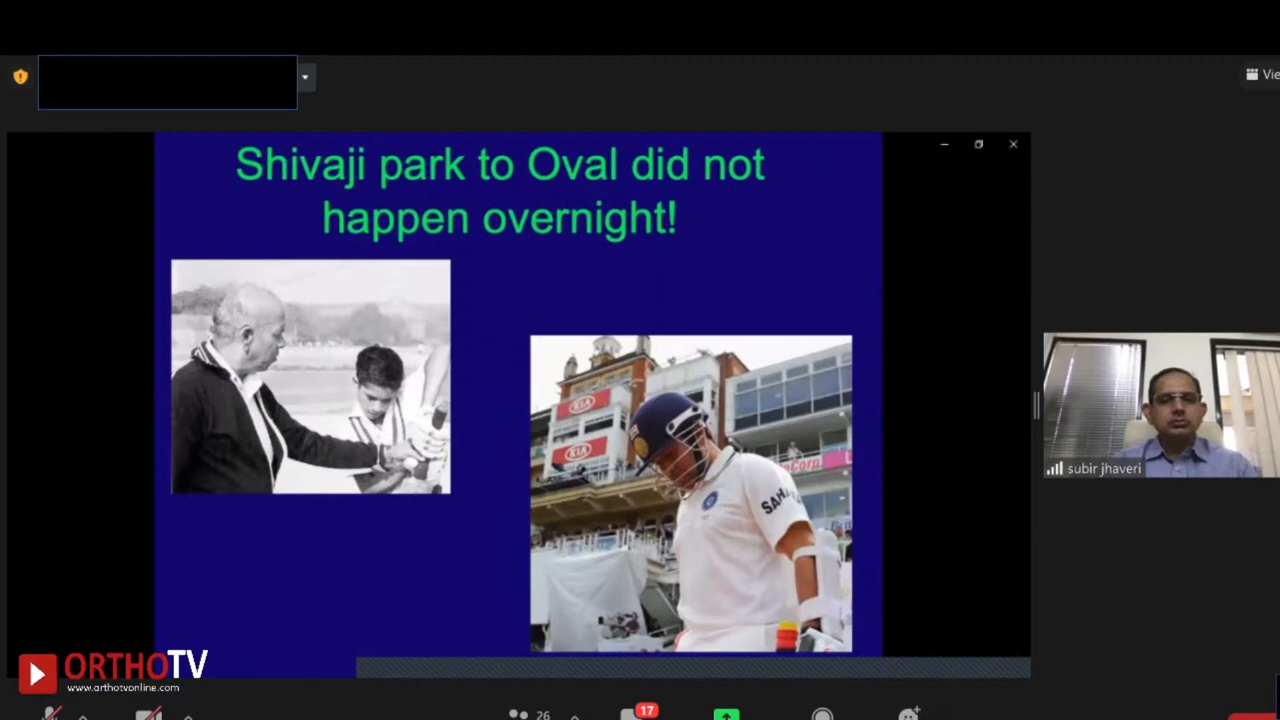 Vie
Shivaji park to Oval did not
happen overnight!
KIA
KIA
SAHA
subir jhaveri
ORTHOTV
www.orthotvonline.com
26
17